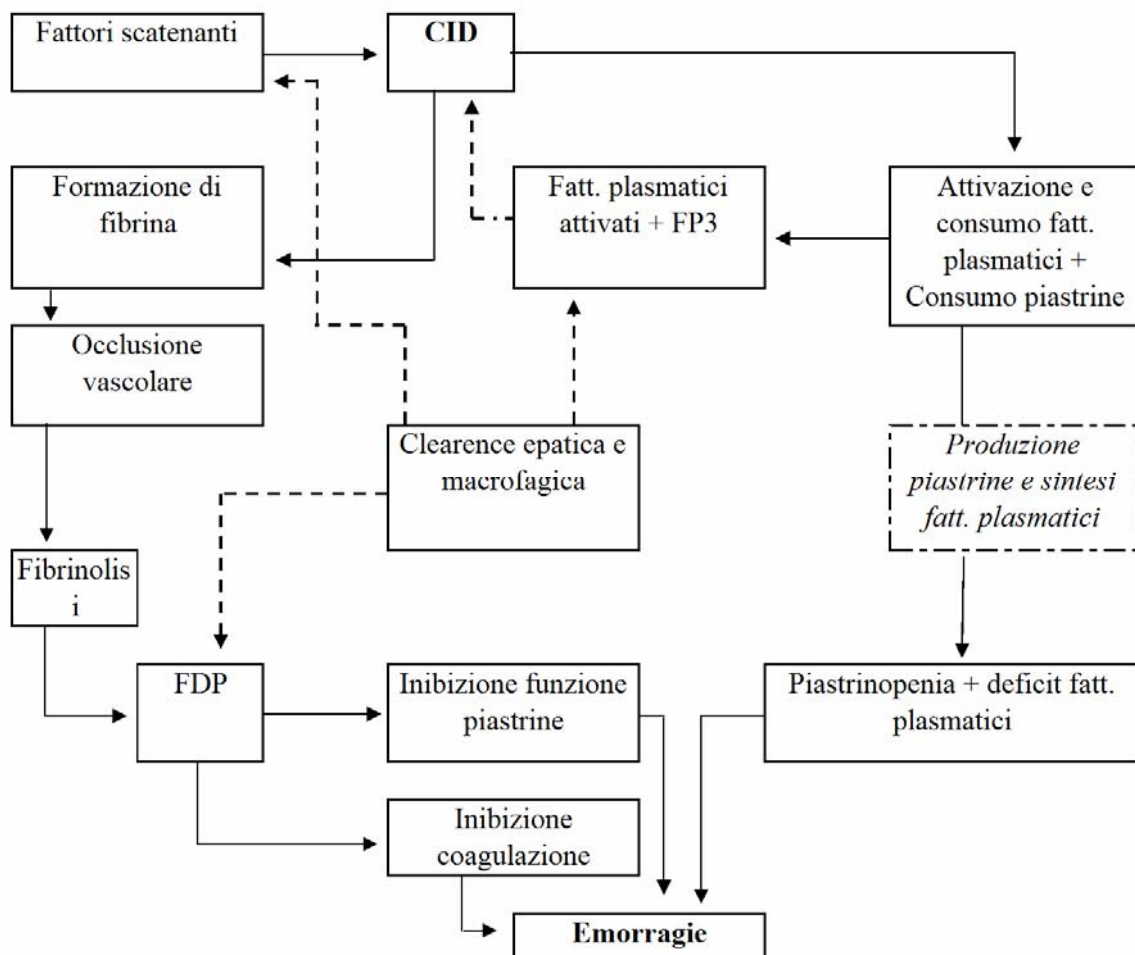 Fattori scatenanti
CID
Formazione di
fibrina
Fatt. plasmatici
attivati + FP3
Attivazione e
consumo fatt.
plasmatici +
Consumo piastrine
Occlusione
vascolare
Clearence epatica e
macrofagica
Produzione
piastrine e sintesi
fatt. plasmatici
Fibrinolis
i
FDP
Inibizione funzione
piastrine
Piastrinopenia + deficit fatt.
plasmatici
Inibizione
coagulazione
Emorragie